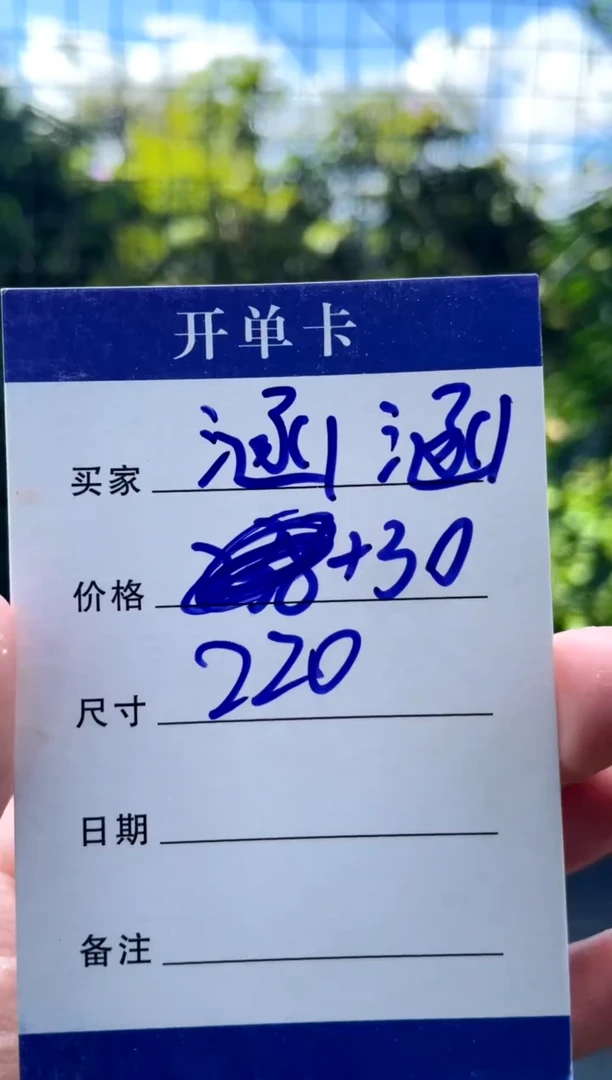 开单卡
买家 涵涵
价格 +30
尺寸 220
日期
备注